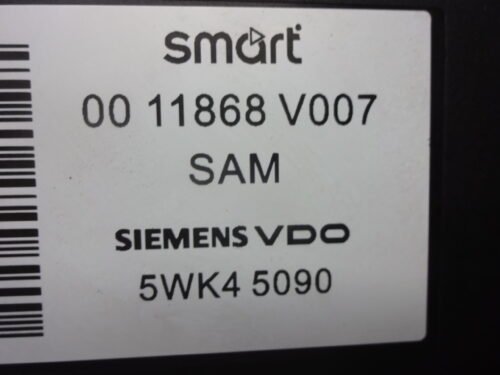 smart
00 11868 V007
SAM
SIEMENS VDO
5WK4 5090